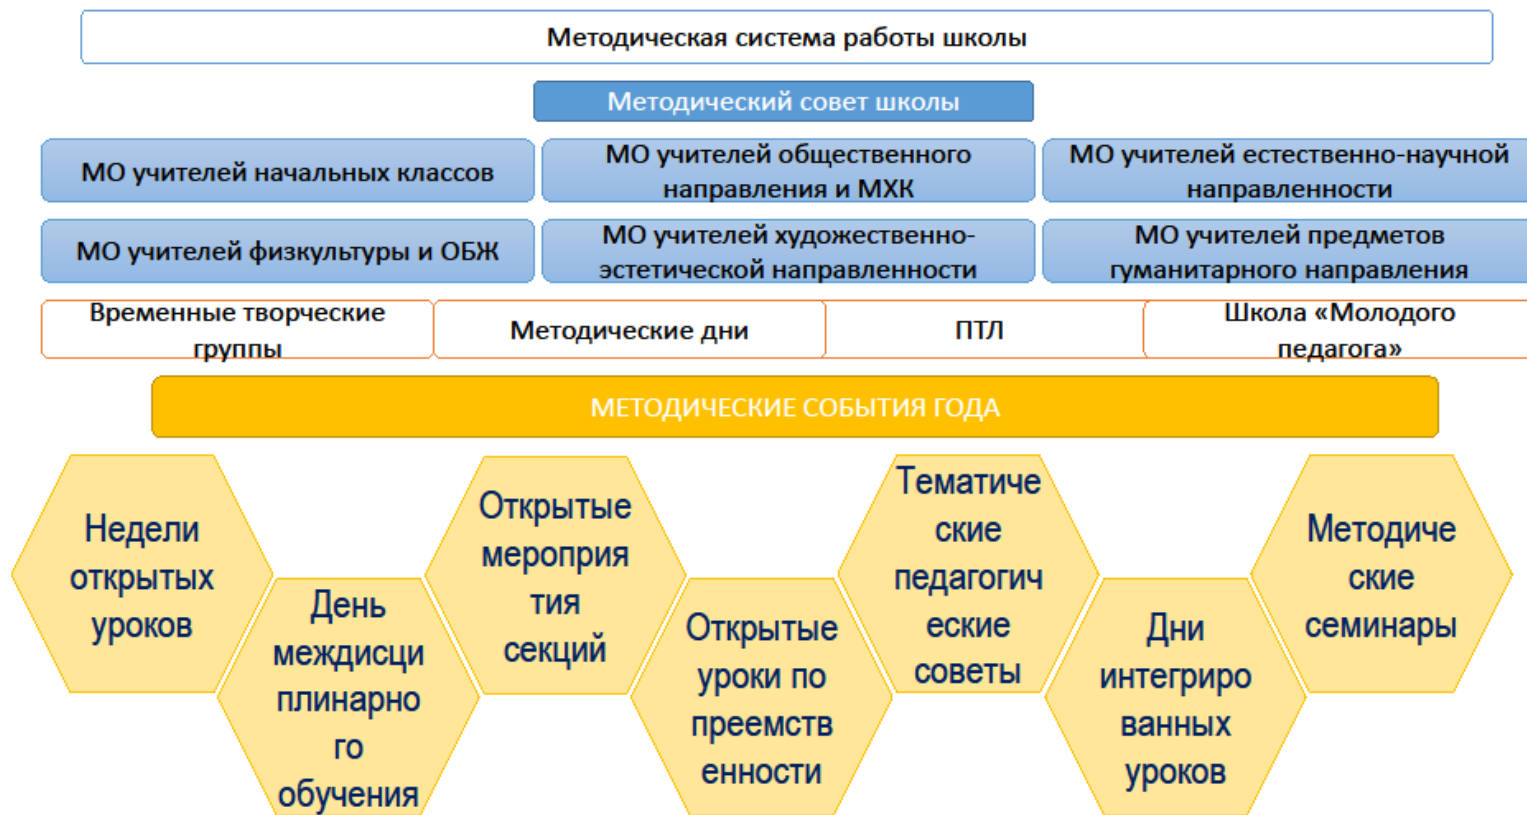 Методическая система работы школы
Методический совет школы
МО учителей начальных классов
МО учителей общественного
направления и МХК
МО учителей естественно-научной
направленности
МО учителей физкультуры и ОБЖ
МО учителей художественно-
эстетической направленности
МО учителей предметов
гуманитарного направления
Временные творческие
группы
Методические дни
ПТЛ
Школа «Молодого
педагога»
МЕТОДИЧЕСКИЕ СОБЫТИЯ ГОДА
Недели
открытых
уроков
День
междисци
плинарно
го
обучения
Открытые
мероприя
тия
секций
Открытые
уроки по
преемств
енности
Тематиче
ские
педагогич
еские
советы
Дни
интегриро
ванных
уроков
Методиче
ские
семинары